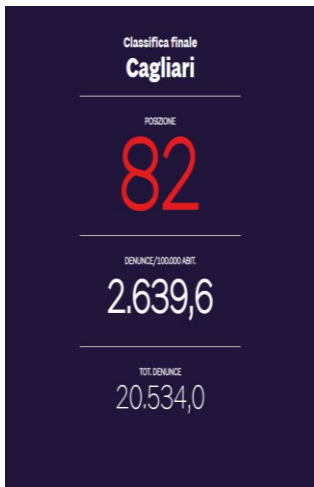 Classifica finale
Cagliari
POSIZIONE
82
DENUNCE/100.000 ABIT.
2.639,6
TOT. DENUNCE
20.534,0